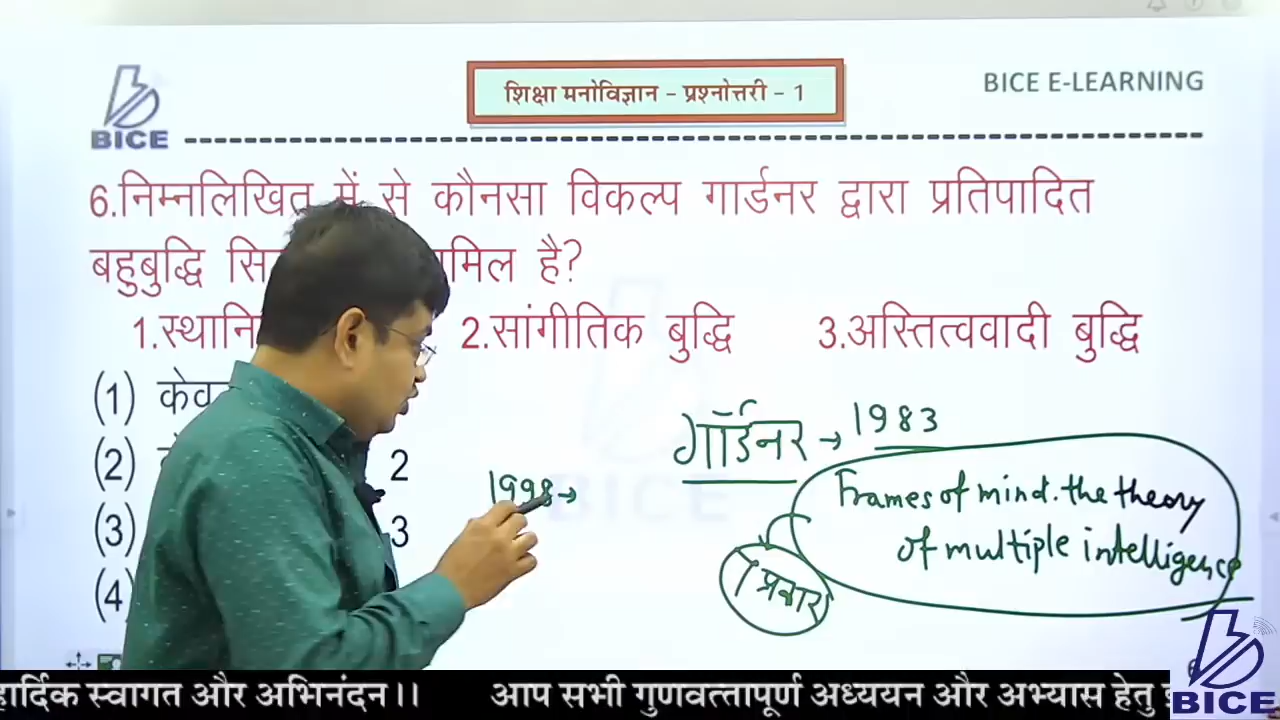 BICE
शिक्षा मनोविज्ञान - प्रश्नोत्तरी - 1
BICE E-LEARNING
6.निम्नलिखित में से कौनसा विकल्प गार्डनर द्वारा प्रतिपादित
बहुबुद्धि है?
2.सांगीतिक बुद्धि 3.अस्तित्ववादी बुद्धि
(1)
(2) 2
(3) 3
(4)
गॉर्डनर → 1983
Frames of mind. the theory
of multiple intelligence
1998 →
प्रकार
BICE
हार्दिक स्वागत और अभिनंदन।। आप सभी गुणवत्तापूर्ण अध्ययन और अभ्यास हेतु
BICE